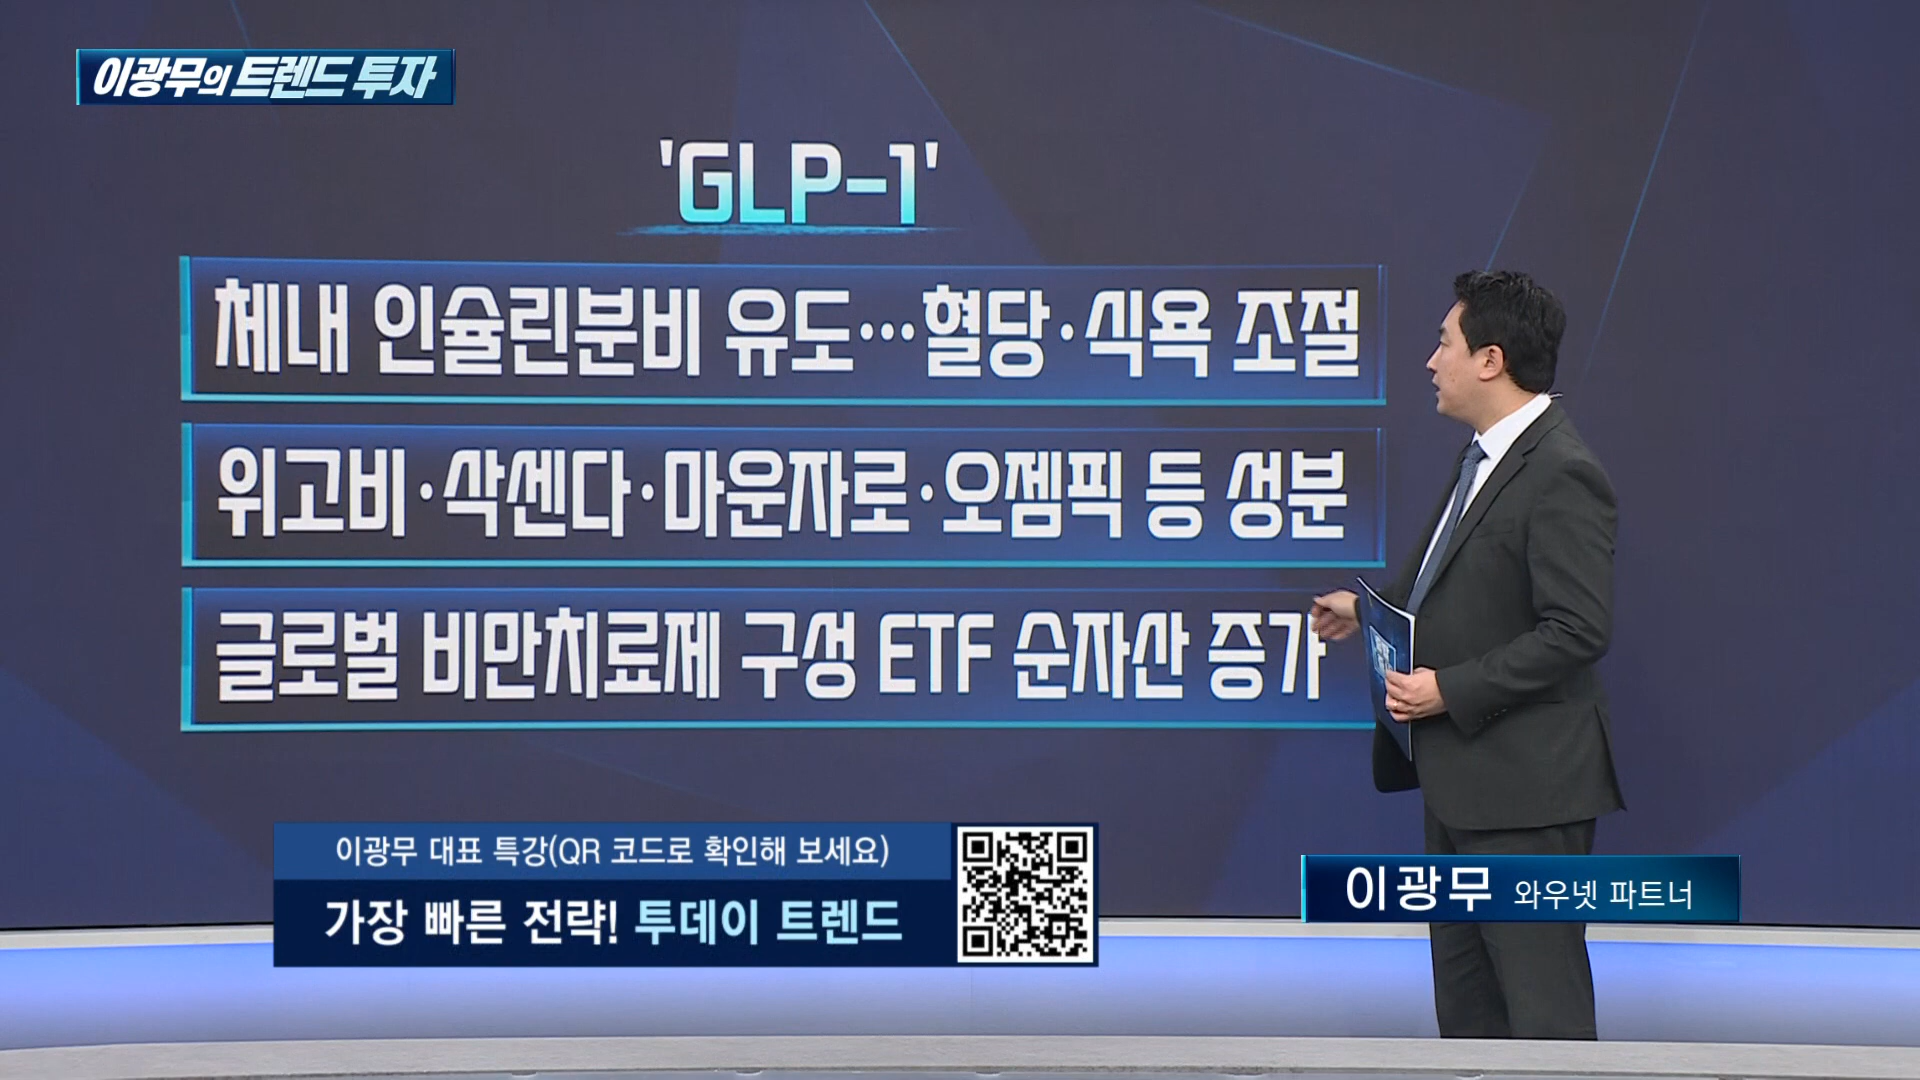 이광무의 트렌드 투자
'GLP-1'
체내 인슐린분비 유도…혈당·식욕 조절
위고비·삭센다·마운자로·오젬픽 등 성분
글로벌 비만치료제 구성 ETF 순자산 증가
이광무 대표 특강(QR 코드로 확인해 보세요)
가장 빠른 전략! 투데이 트렌드
이광무 와우넷 파트너